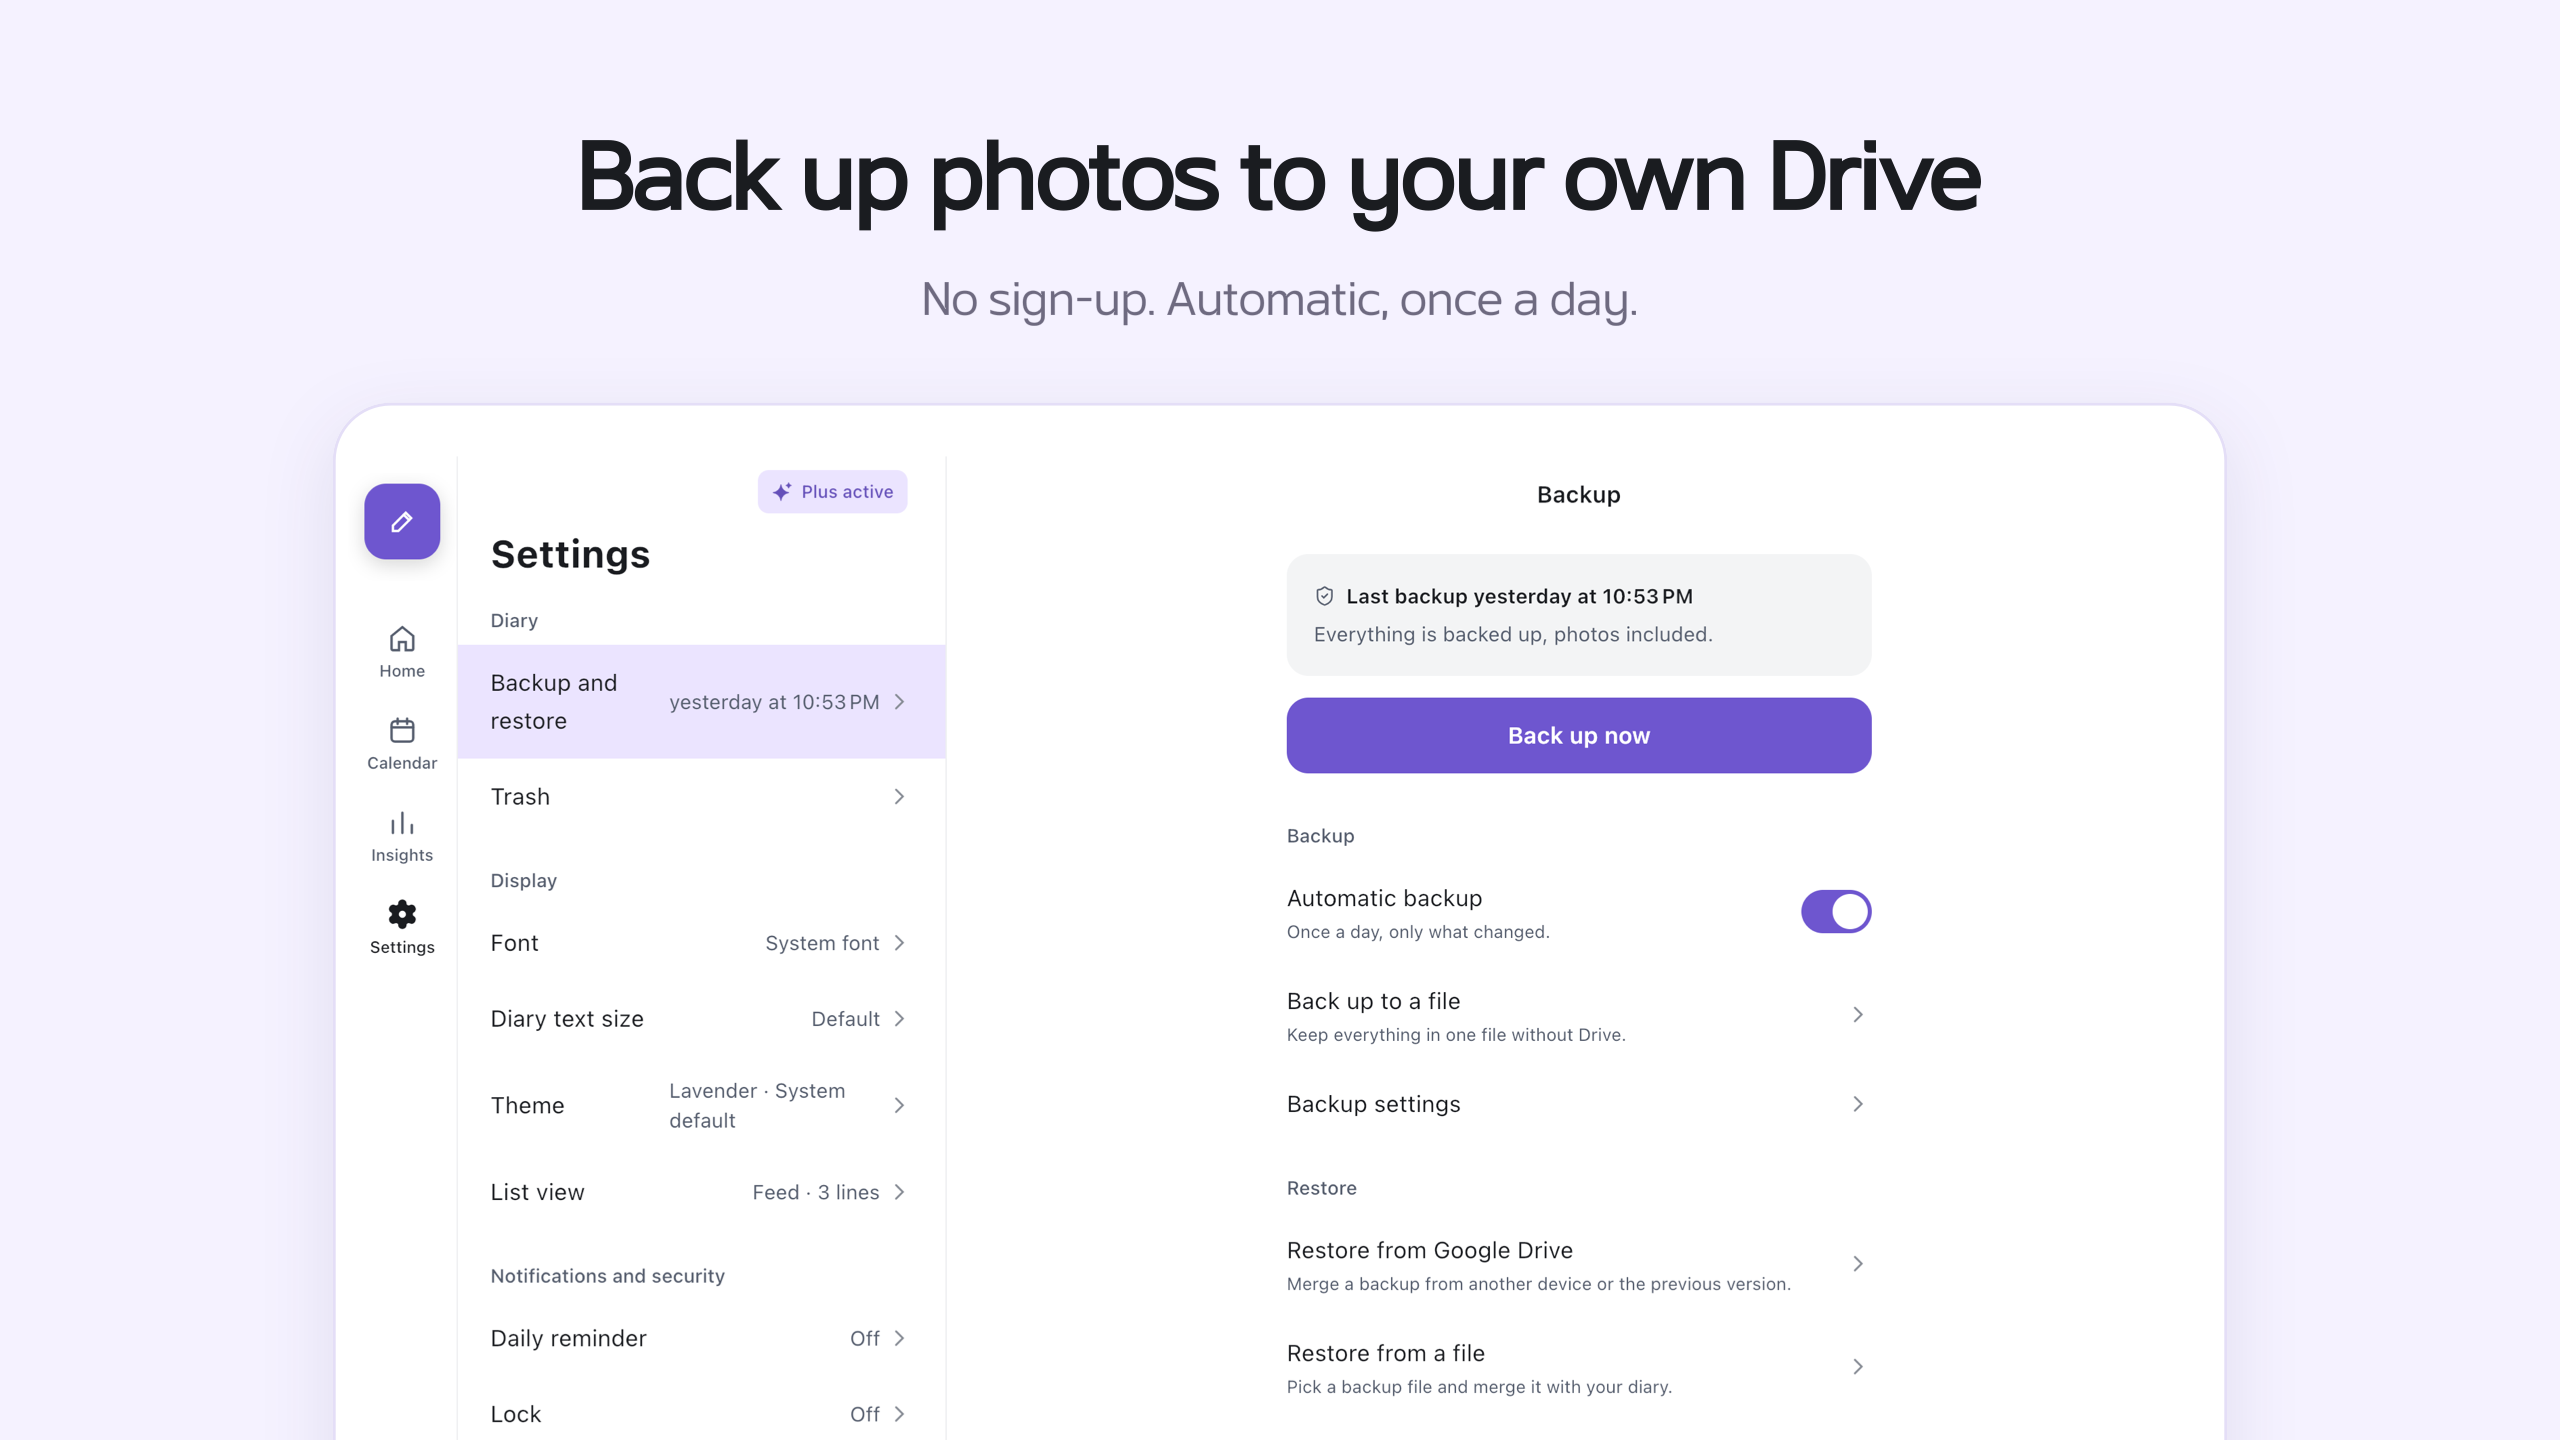 Back up photos to your own Drive
No sign-up. Automatic, once a day.
Home
Calendar
Insights
Settings
Plus active
Settings
Diary
Backup and
restore
yesterday at 10:53 PM
Trash
Display
Font
System font
Diary text size
Default
Theme
Lavender · System
default
List view
Feed · 3 lines
Notifications and security
Daily reminder
Off
Lock
Off
Backup
Last backup yesterday at 10:53 PM
Everything is backed up, photos included.
Back up now
Backup
Automatic backup
Once a day, only what changed.
Back up to a file
Keep everything in one file without Drive.
Backup settings
Restore
Restore from Google Drive
Merge a backup from another device or the previous version.
Restore from a file
Pick a backup file and merge it with your diary.